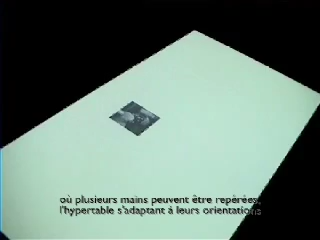 où plusieurs mains peuvent être repérées,
l'hypertable s'adaptant à leurs orientations